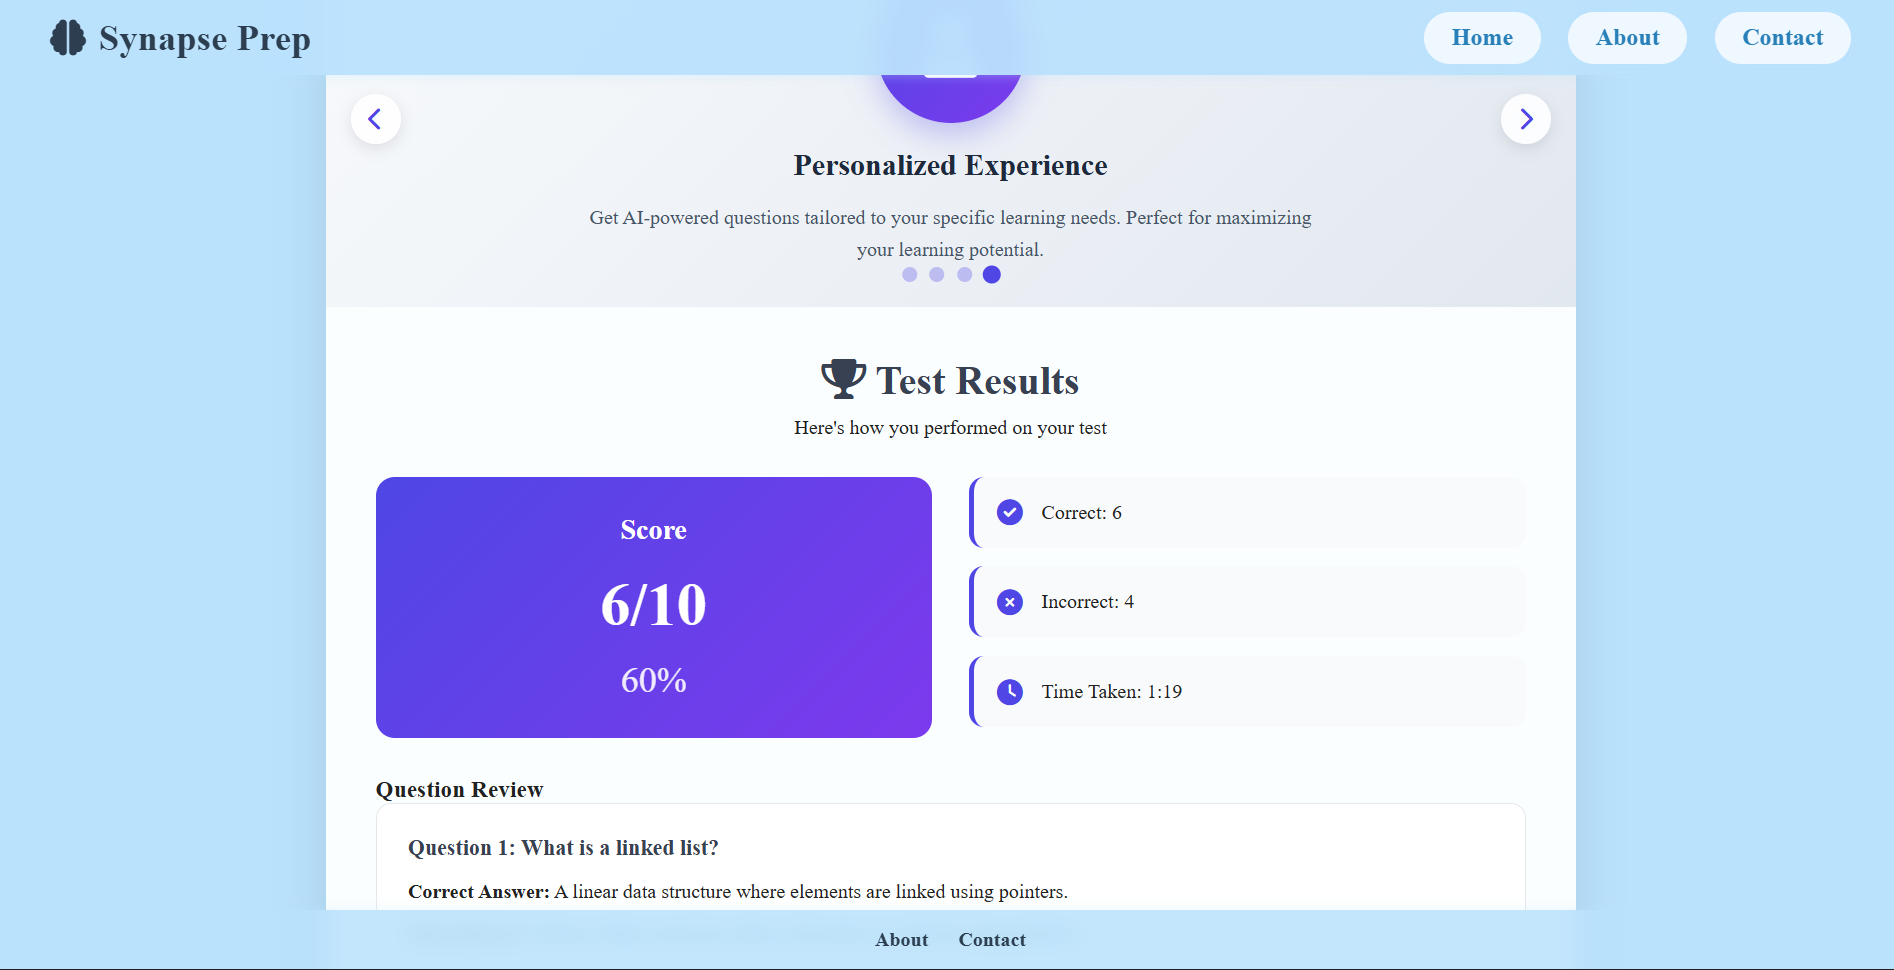 Synapse Prep
Home
About
Contact
Personalized Experience
Get AI-powered questions tailored to your specific learning needs. Perfect for maximizing
your learning potential.
Test Results
Here's how you performed on your test
Score
6/10
60%
Correct: 6
Incorrect: 4
Time Taken: 1:19
Question Review
Question 1: What is a linked list?
Correct Answer: A linear data structure where elements are linked using pointers.
About
Contact